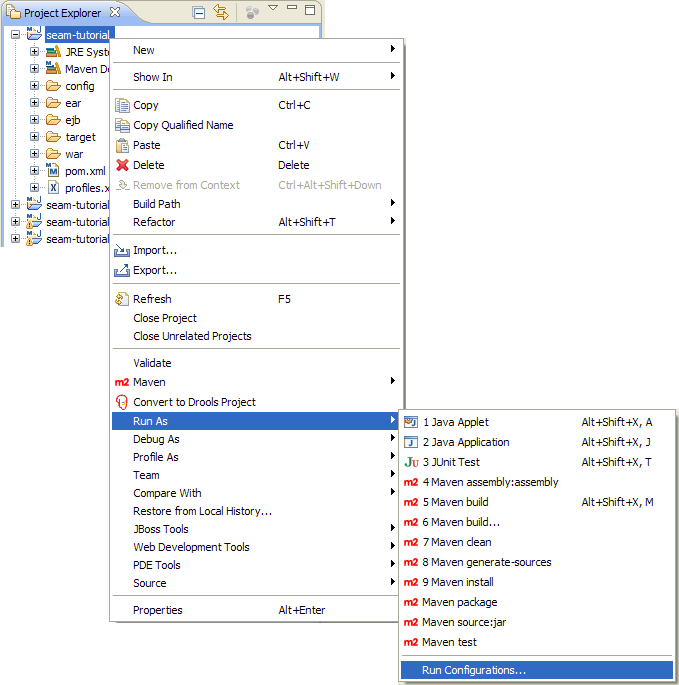 Project Explorer
seam-tutorial
JRE Syst
Maven De
config
ear
ejb
target
war
pom.xml
profiles.x
seam-tutorial
seam-tutorial
seam-tutorial
New
Show In Alt+Shift+W
Copy Ctrl+C
Copy Qualified Name
Paste Ctrl+V
Delete Delete
Remove from Context Ctrl+Alt+Shift+Down
Build Path
Refactor Alt+Shift+T
Import...
Export...
Refresh F5
Close Project
Close Unrelated Projects
Validate
m2 Maven
Convert to Drools Project
Run As
Debug As
Profile As
Team
Compare With
Restore from Local History...
JBoss Tools
Web Development Tools
PDE Tools
Source
Properties Alt+Enter
1 Java Applet Alt+Shift+X, A
2 Java Application Alt+Shift+X, J
JU 3 JUnit Test Alt+Shift+X, T
m2 4 Maven assembly:assembly
m2 5 Maven build Alt+Shift+X, M
m2 6 Maven build...
m2 7 Maven clean
m2 8 Maven generate-sources
m2 9 Maven install
m2 Maven package
m2 Maven source:jar
m2 Maven test
Run Configurations...